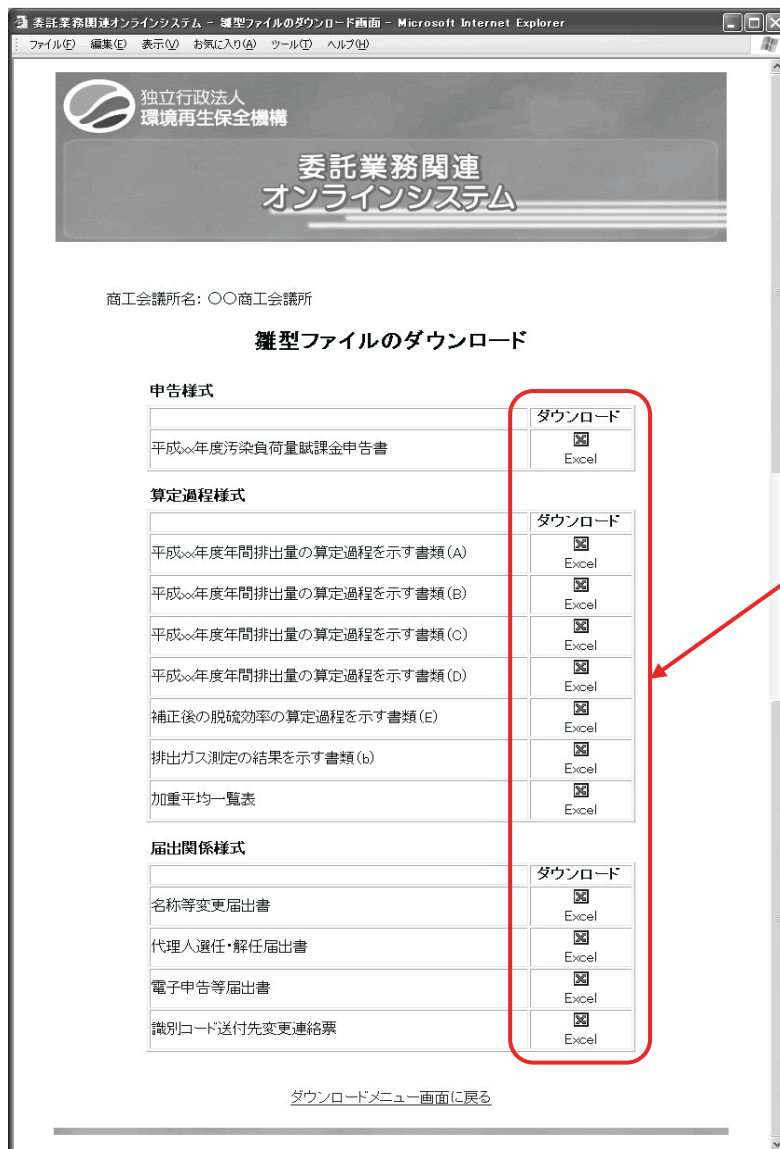 委託業務関連オンラインシステム - 雛型ファイルのダウンロード画面 - Microsoft Internet Explorer
ファイル(F) 編集(E) 表示(V) お気に入り(A) ツール(T) ヘルプ(H)
独立行政法人
環境再生保全機構
委託業務関連
オンラインシステム
商工会議所名: 〇〇商工会議所
雛型ファイルのダウンロード
申告様式
ダウンロード
平成xx年度汚染負荷量賦課金申告書
Excel
算定過程様式
ダウンロード
平成xx年度年間排出量の算定過程を示す書類(A)
Excel
平成xx年度年間排出量の算定過程を示す書類(B)
Excel
平成xx年度年間排出量の算定過程を示す書類(C)
Excel
平成xx年度年間排出量の算定過程を示す書類(D)
Excel
補正後の脱硫効率の算定過程を示す書類(E)
Excel
排出ガス測定の結果を示す書類(b)
Excel
加重平均一覧表
Excel
届出関係様式
ダウンロード
名称等変更届出書
Excel
代理人選任・解任届出書
Excel
電子申告等届出書
Excel
識別コード送付先変更連絡票
Excel
ダウンロードメニュー画面に戻る